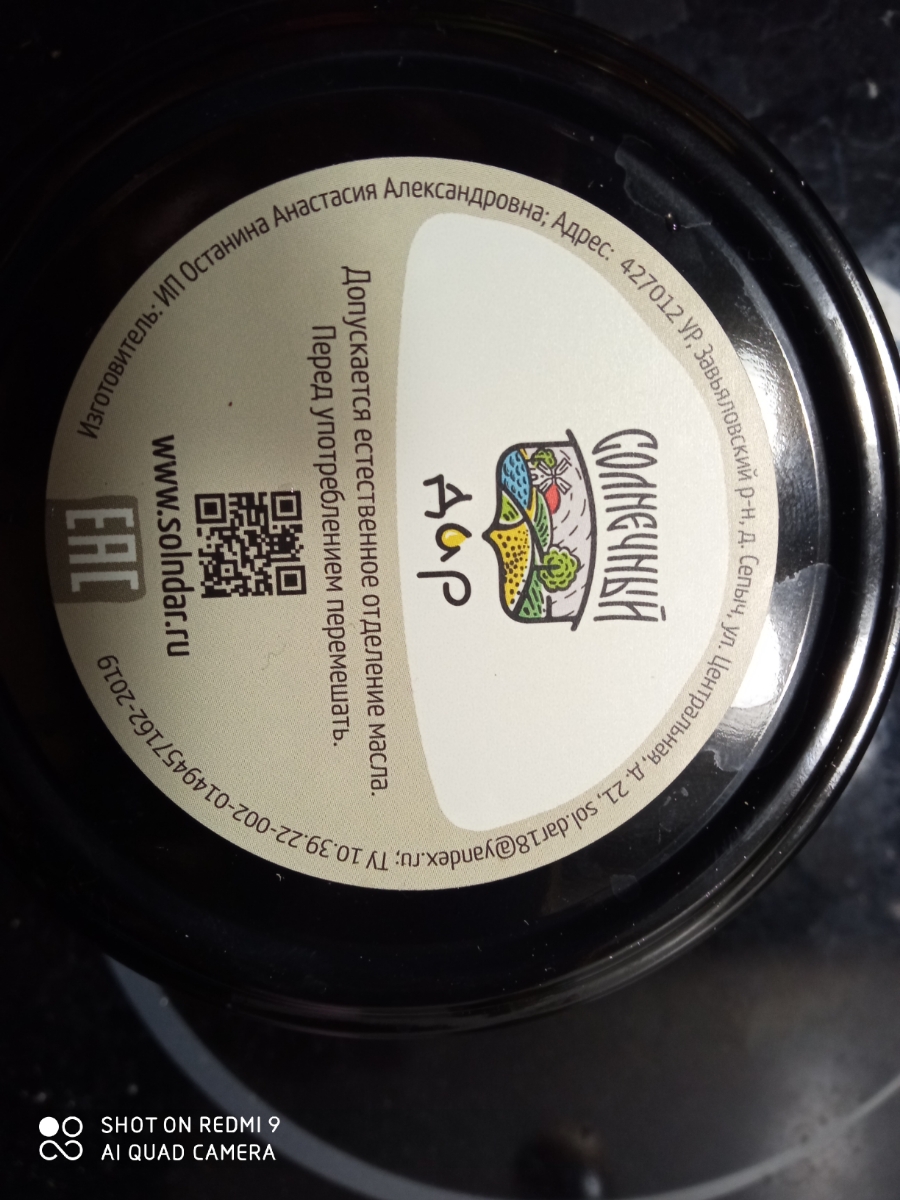 Изготовитель: ИП Останина Анастасия Александровна; Адрес: 427012 УР, Завьяловский р-н, д. Сепыч, ул. Центральная, д. 21, sol.dar18@yandex.ru; ТУ 10.39.22-002-0149457162-2019
СОЛНЕЧНЫЙ
дар
Допускается естественное отделение масла.
Перед употреблением перемешать.
www.solndar.ru
EAC
SHOT ON REDMI 9
AI QUAD CAMERA